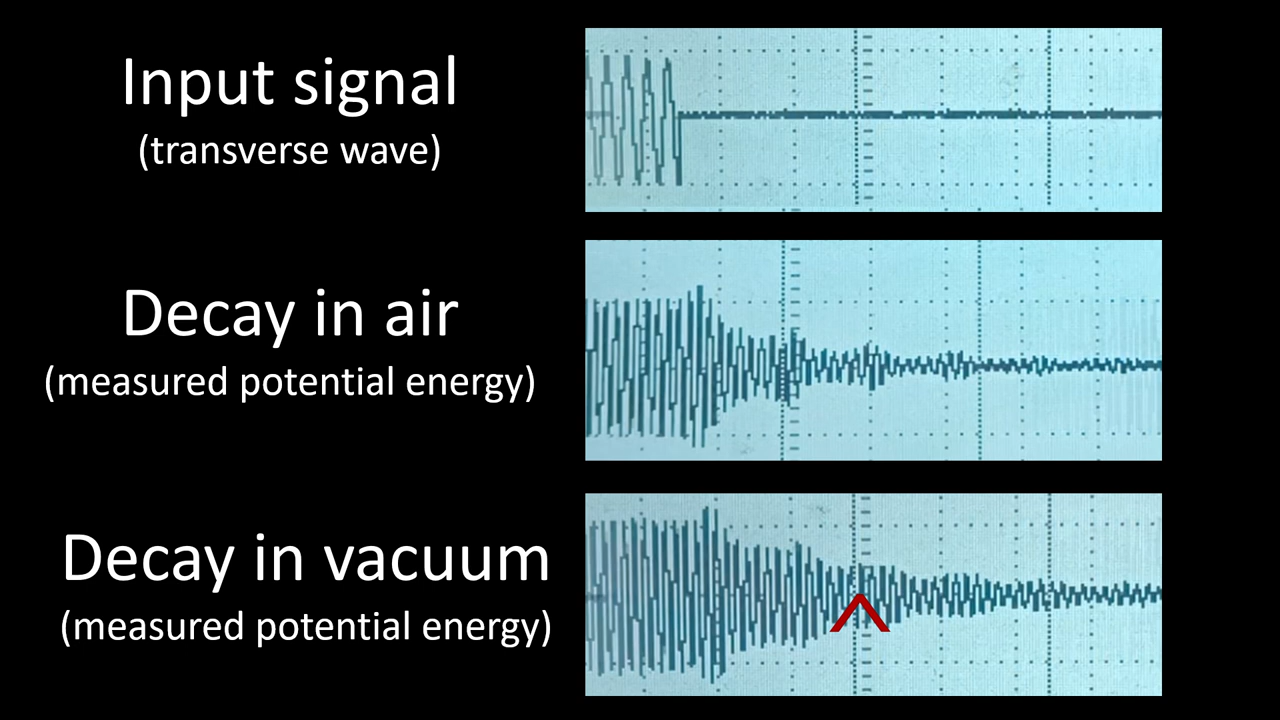 Input signal
(transverse wave)
Decay in air
(measured potential energy)
Decay in vacuum
(measured potential energy)